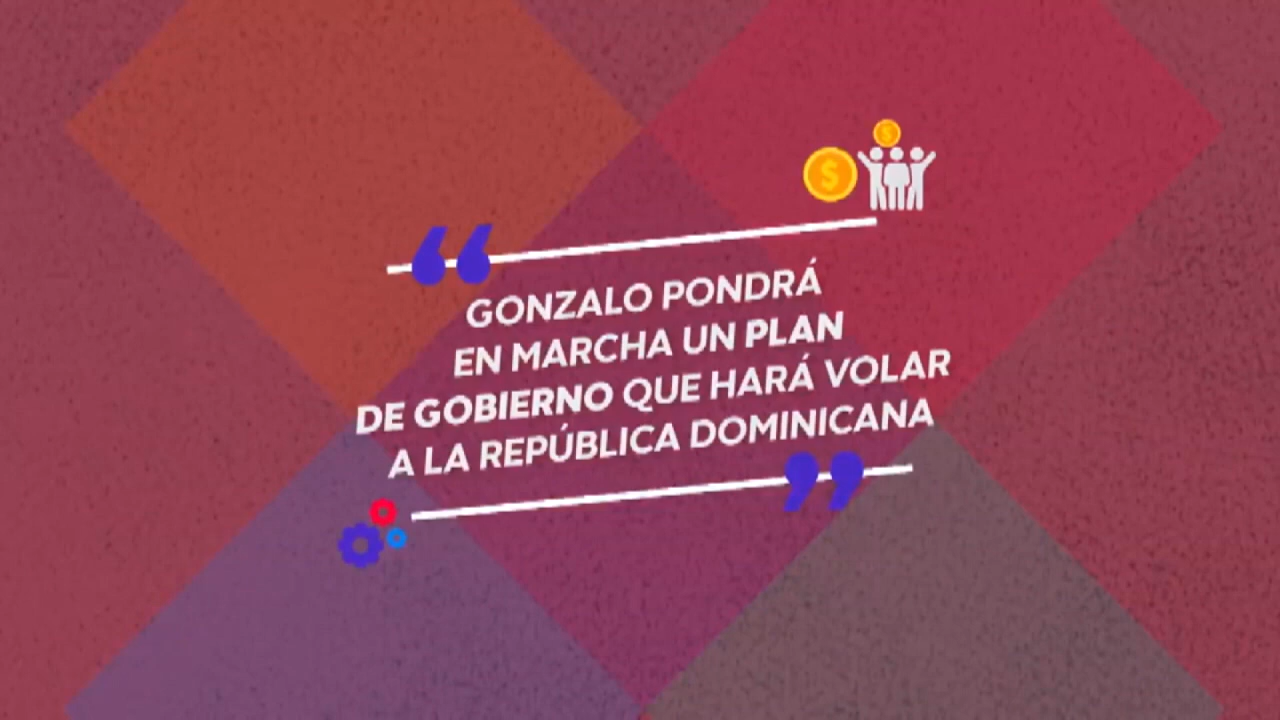 “
GONZALO PONDRÁ
EN MARCHA UN PLAN
DE GOBIERNO QUE HARÁ VOLAR
A LA REPÚBLICA DOMINICANA
”